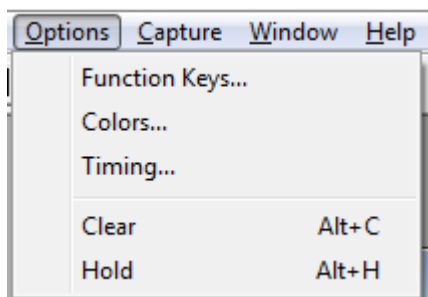 Options Capture Window Help
Function Keys...
Colors...
Timing...
Clear Alt+C
Hold Alt+H